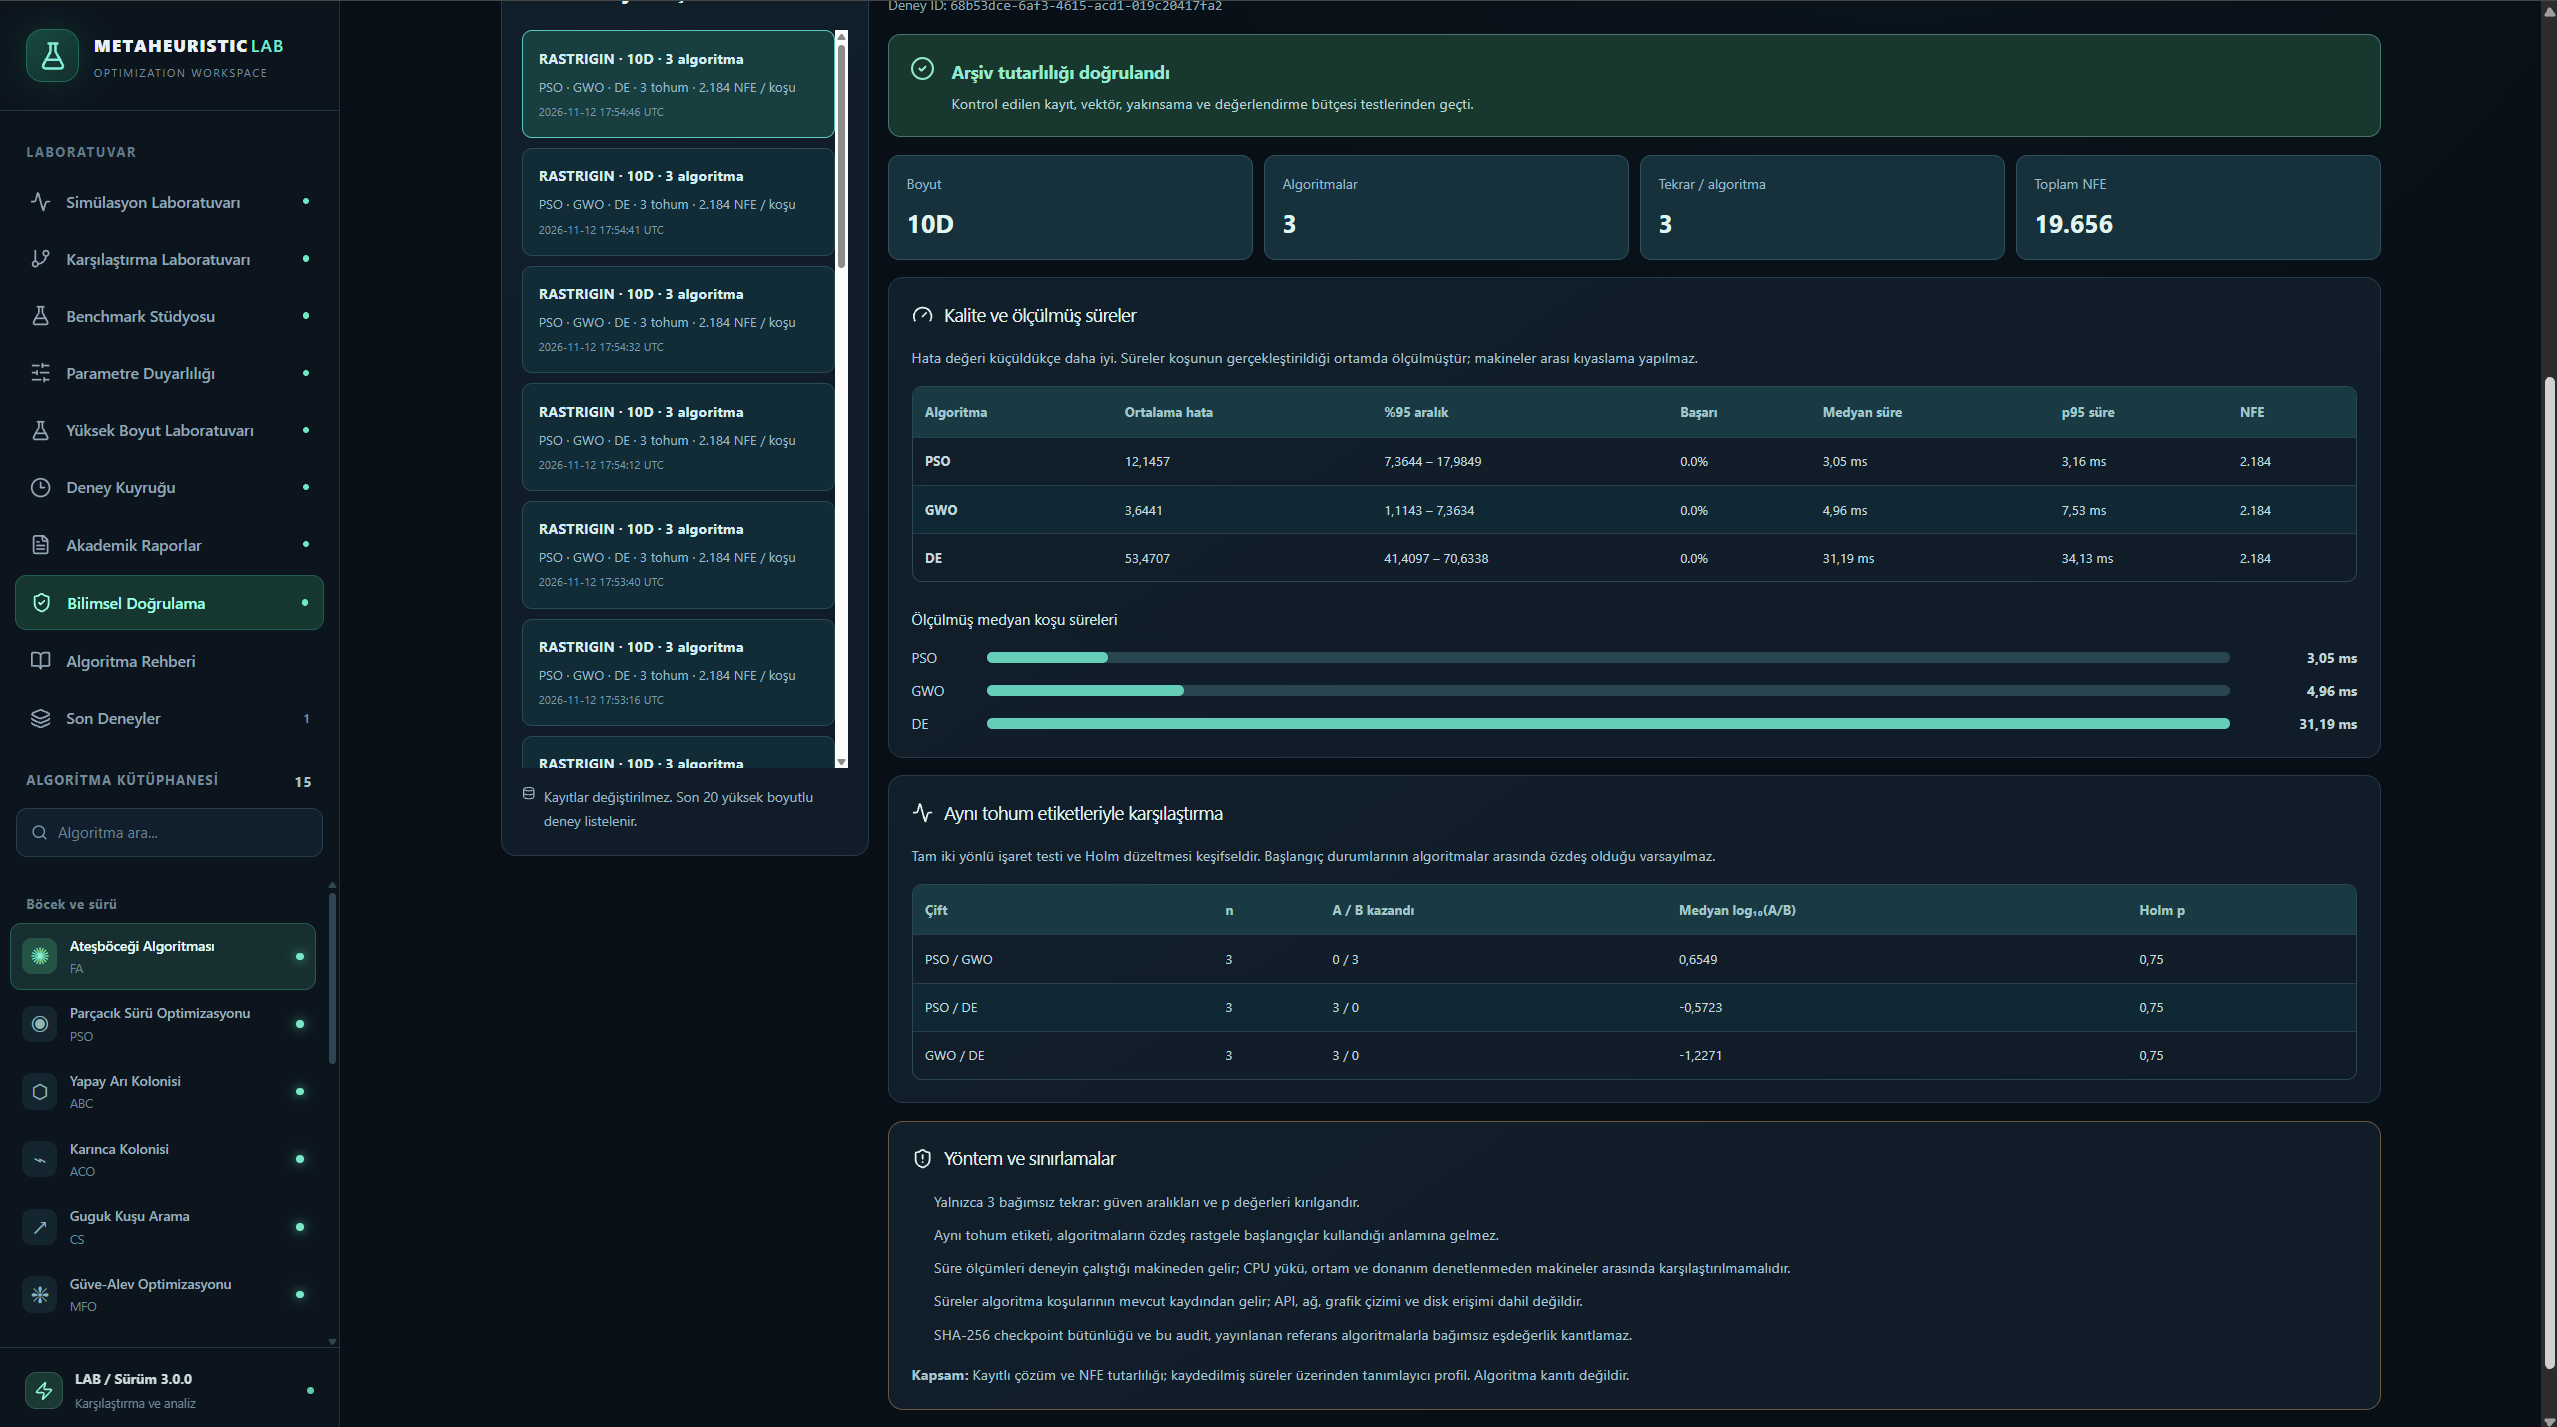 METAHEURISTIC LAB
OPTIMIZATION WORKSPACE
LABORATUVAR
Simülasyon Laboratuvarı
Karşılaştırma Laboratuvarı
Benchmark Stüdyosu
Parametre Duyarlılığı
Yüksek Boyut Laboratuvarı
Deney Kuyruğu
Akademik Raporlar
Bilimsel Doğrulama
Algoritma Rehberi
Son Deneyler 1
ALGORİTMA KÜTÜPHANESİ 15
Algoritma ara...
Böcek ve sürü
Ateşböceği Algoritması
FA
Parçacık Sürü Optimizasyonu
PSO
Yapay Arı Kolonisi
ABC
Karınca Kolonisi
ACO
Guguk Kuşu Arama
CS
Güve-Alev Optimizasyonu
MFO
LAB / Sürüm 3.0.0
Karşılaştırma ve analiz
RASTRIGIN · 10D · 3 algoritma
PSO · GWO · DE · 3 tohum · 2.184 NFE / koşu
2026-11-12 17:54:46 UTC
RASTRIGIN · 10D · 3 algoritma
PSO · GWO · DE · 3 tohum · 2.184 NFE / koşu
2026-11-12 17:54:41 UTC
RASTRIGIN · 10D · 3 algoritma
PSO · GWO · DE · 3 tohum · 2.184 NFE / koşu
2026-11-12 17:54:32 UTC
RASTRIGIN · 10D · 3 algoritma
PSO · GWO · DE · 3 tohum · 2.184 NFE / koşu
2026-11-12 17:54:12 UTC
RASTRIGIN · 10D · 3 algoritma
PSO · GWO · DE · 3 tohum · 2.184 NFE / koşu
2026-11-12 17:53:40 UTC
RASTRIGIN · 10D · 3 algoritma
PSO · GWO · DE · 3 tohum · 2.184 NFE / koşu
2026-11-12 17:53:16 UTC
RASTRIGIN · 10D · 3 algoritma
Kayıtlar değiştirilmez. Son 20 yüksek boyutlu
deney listelenir.
Deney ID: 68b53dce-6af3-4615-acd1-019c20417fa2
Arşiv tutarlılığı doğrulandı
Kontrol edilen kayıt, vektör, yakınsama ve değerlendirme bütçesi testlerinden geçti.
Boyut Algoritmalar Tekrar / algoritma Toplam NFE
10D 3 3 19.656
Kalite ve ölçülmüş süreler
Hata değeri küçüldükçe daha iyi. Süreler koşunun gerçekleştirildiği ortamda ölçülmüştür; makineler arası kıyaslama yapılmaz.
Algoritma Ortalama hata %95 aralık Başarı Medyan süre p95 süre NFE
PSO 12,1457 7,3644 – 17,9849 0.0% 3,05 ms 3,16 ms 2.184
GWO 3,6441 1,1143 – 7,3634 0.0% 4,96 ms 7,53 ms 2.184
DE 53,4707 41,4097 – 70,6338 0.0% 31,19 ms 34,13 ms 2.184
Ölçülmüş medyan koşu süreleri
PSO 3,05 ms
GWO 4,96 ms
DE 31,19 ms
Aynı tohum etiketleriyle karşılaştırma
Tam iki yönlü işaret testi ve Holm düzeltmesi keşifseldir. Başlangıç durumlarının algoritmalar arasında özdeş olduğu varsayılmaz.
Çift n A / B kazandı Medyan log₁₀(A/B) Holm p
PSO / GWO 3 0 / 3 0,6549 0,75
PSO / DE 3 3 / 0 -0,5723 0,75
GWO / DE 3 3 / 0 -1,2271 0,75
Yöntem ve sınırlamalar
Yalnızca 3 bağımsız tekrar: güven aralıkları ve p değerleri kırılgandır.
Aynı tohum etiketi, algoritmaların özdeş rastgele başlangıçlar kullandığı anlamına gelmez.
Süre ölçümleri deneyin çalıştığı makineden gelir; CPU yükü, ortam ve donanım denetlenmeden makineler arasında karşılaştırılmamalıdır.
Süreler algoritma koşularının mevcut kaydından gelir; API, ağ, grafik çizimi ve disk erişimi dahil değildir.
SHA-256 checkpoint bütünlüğü ve bu audit, yayınlanan referans algoritmalarla bağımsız eşdeğerlik kanıtlamaz.
Kapsam: Kayıtlı çözüm ve NFE tutarlılığı; kaydedilmiş süreler üzerinden tanımlayıcı profil. Algoritma kanıtı değildir.